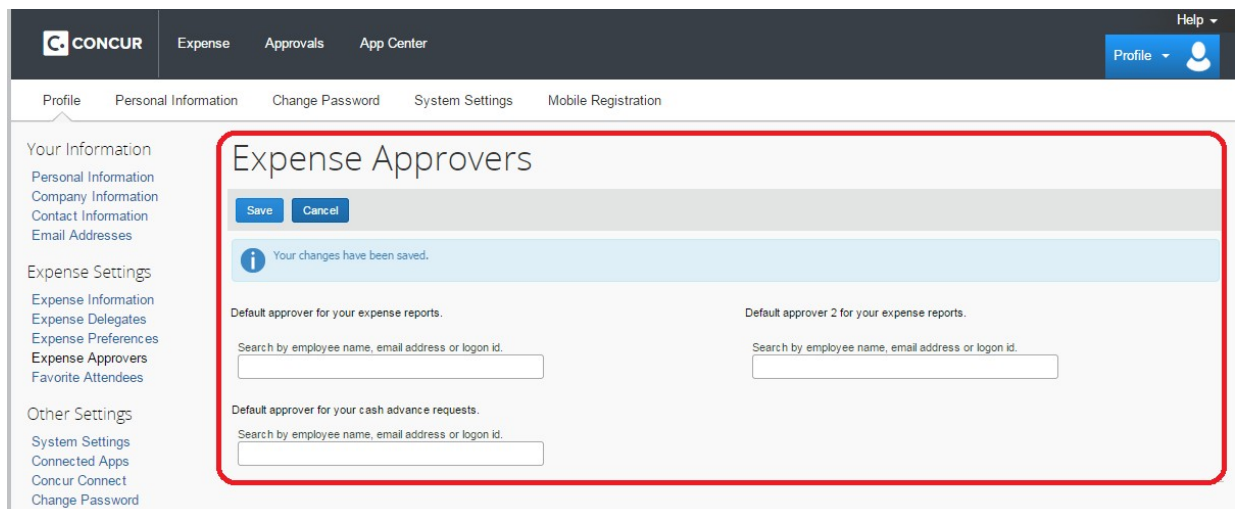 Help
CONCUR Expense Approvals App Center
Profile
Profile Personal Information Change Password System Settings Mobile Registration
Your Information
Personal Information
Company Information
Contact Information
Email Addresses
Expense Settings
Expense Information
Expense Delegates
Expense Preferences
Expense Approvers
Favorite Attendees
Other Settings
System Settings
Connected Apps
Concur Connect
Change Password
Expense Approvers
Save Cancel
Your changes have been saved.
Default approver for your expense reports.
Search by employee name, email address or logon id.
Default approver 2 for your expense reports.
Search by employee name, email address or logon id.
Default approver for your cash advance requests.
Search by employee name, email address or logon id.